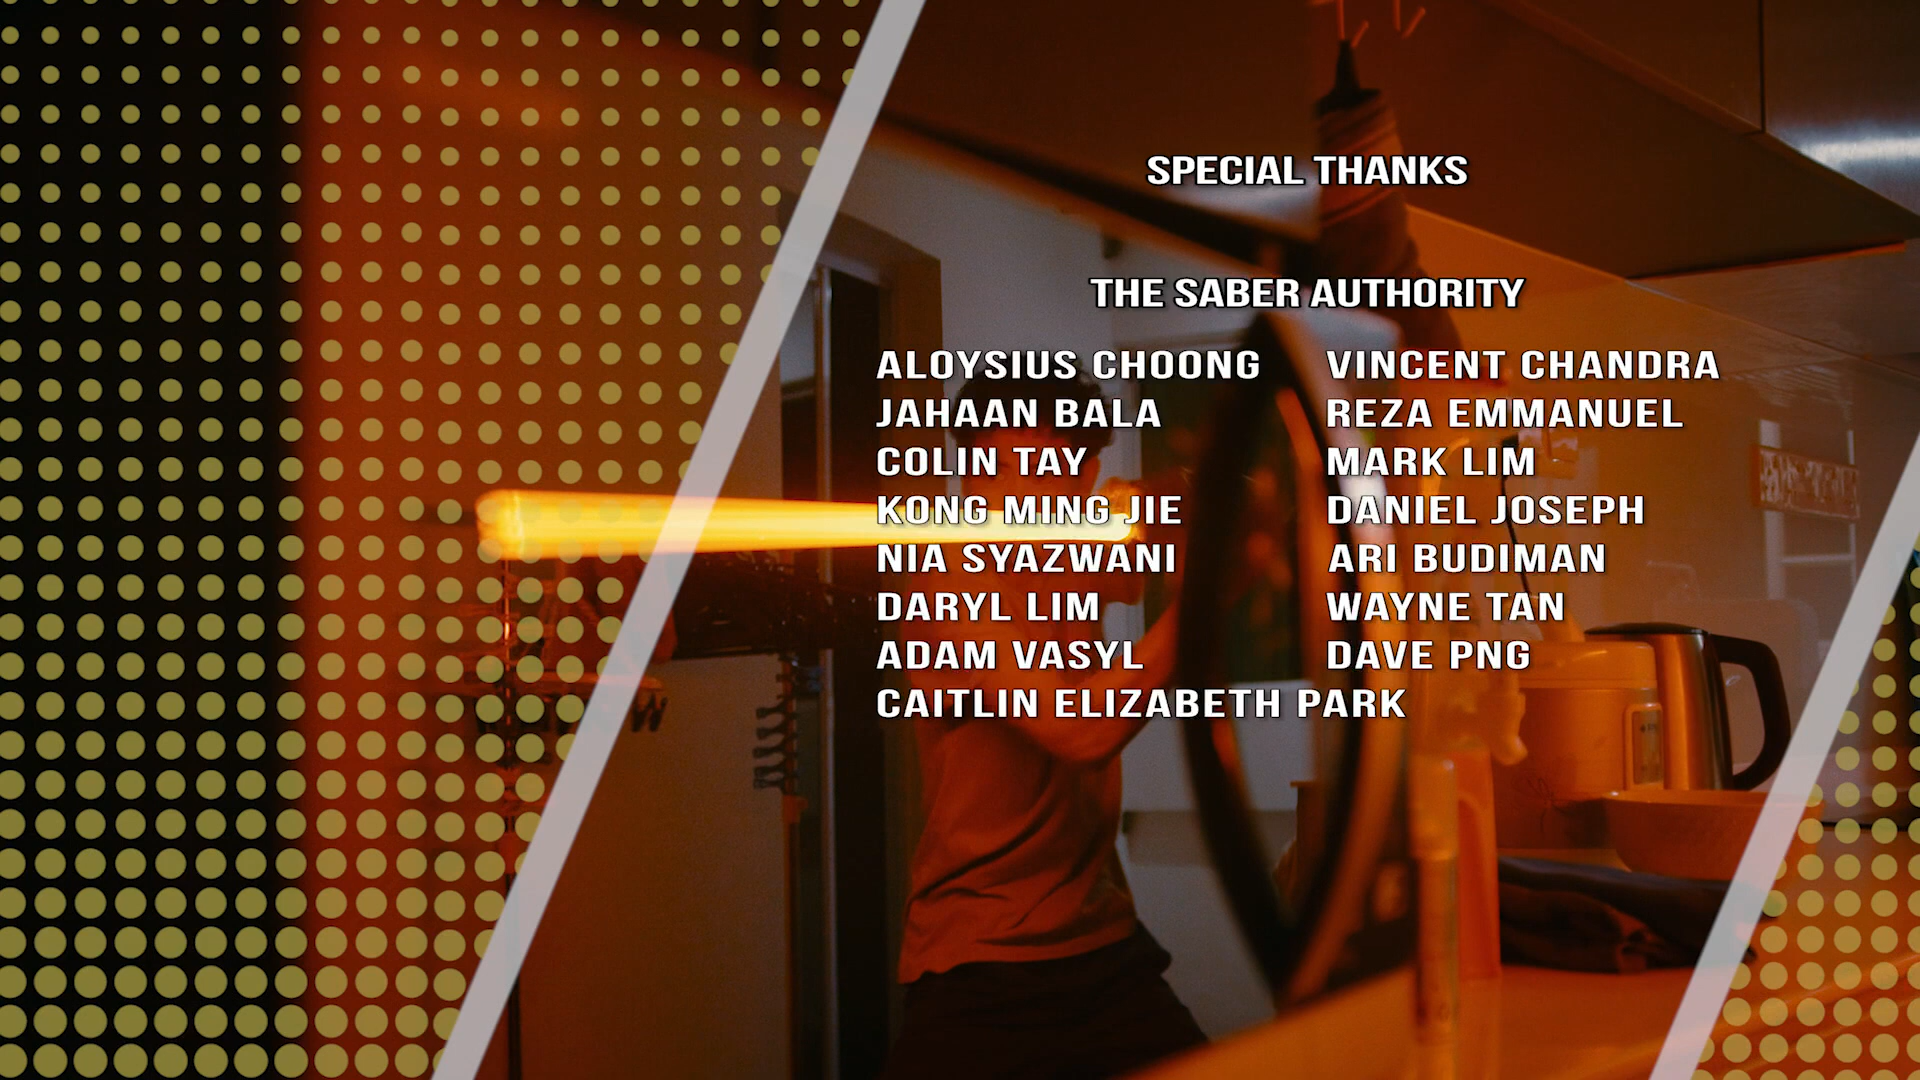 SPECIAL THANKS
THE SABER AUTHORITY
ALOYSIUS CHOONG
JAHAAN BALA
COLIN TAY
KONG MING JIE
NIA SYAZWANI
DARYL LIM
ADAM VASYL
CAITLIN ELIZABETH PARK
VINCENT CHANDRA
REZA EMMANUEL
MARK LIM
DANIEL JOSEPH
ARI BUDIMAN
WAYNE TAN
DAVE PNG